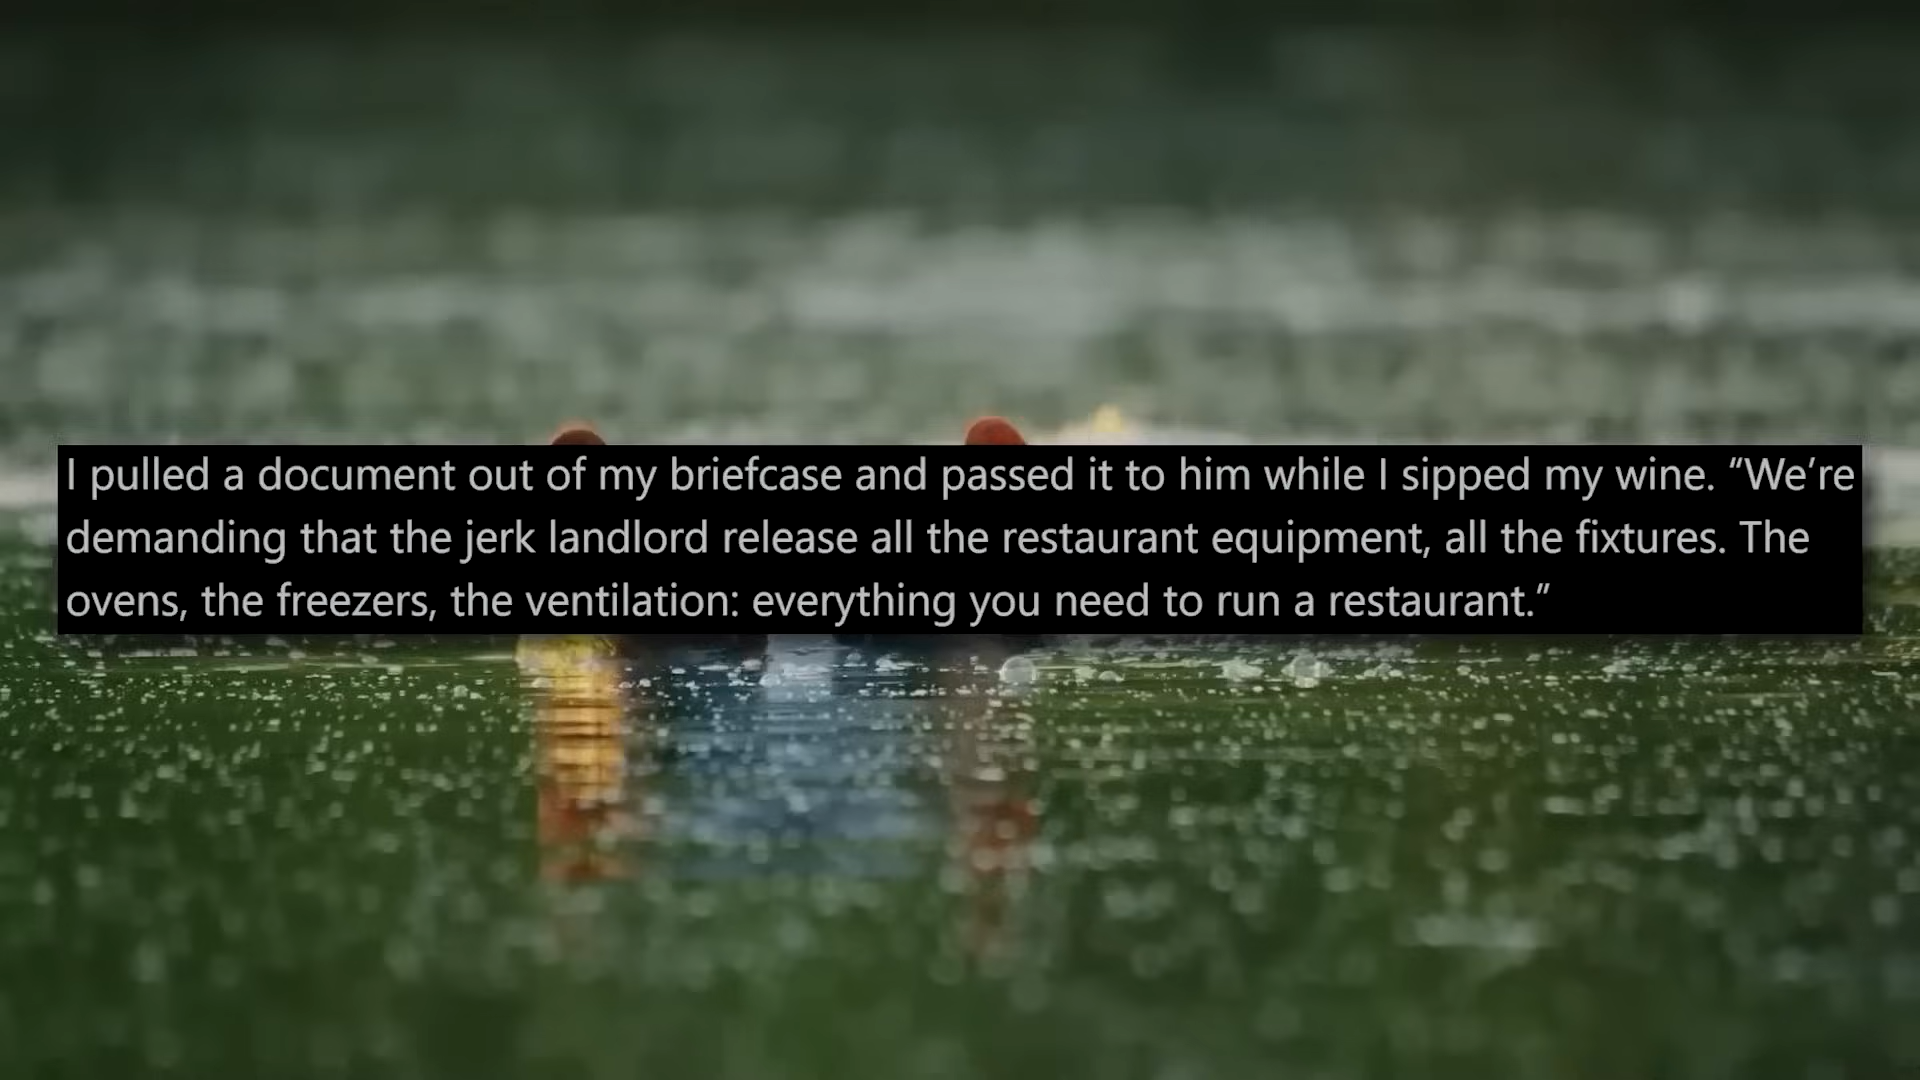 I pulled a document out of my briefcase and passed it to him while I sipped my wine. “We’re
demanding that the jerk landlord release all the restaurant equipment, all the fixtures. The
ovens, the freezers, the ventilation: everything you need to run a restaurant.”